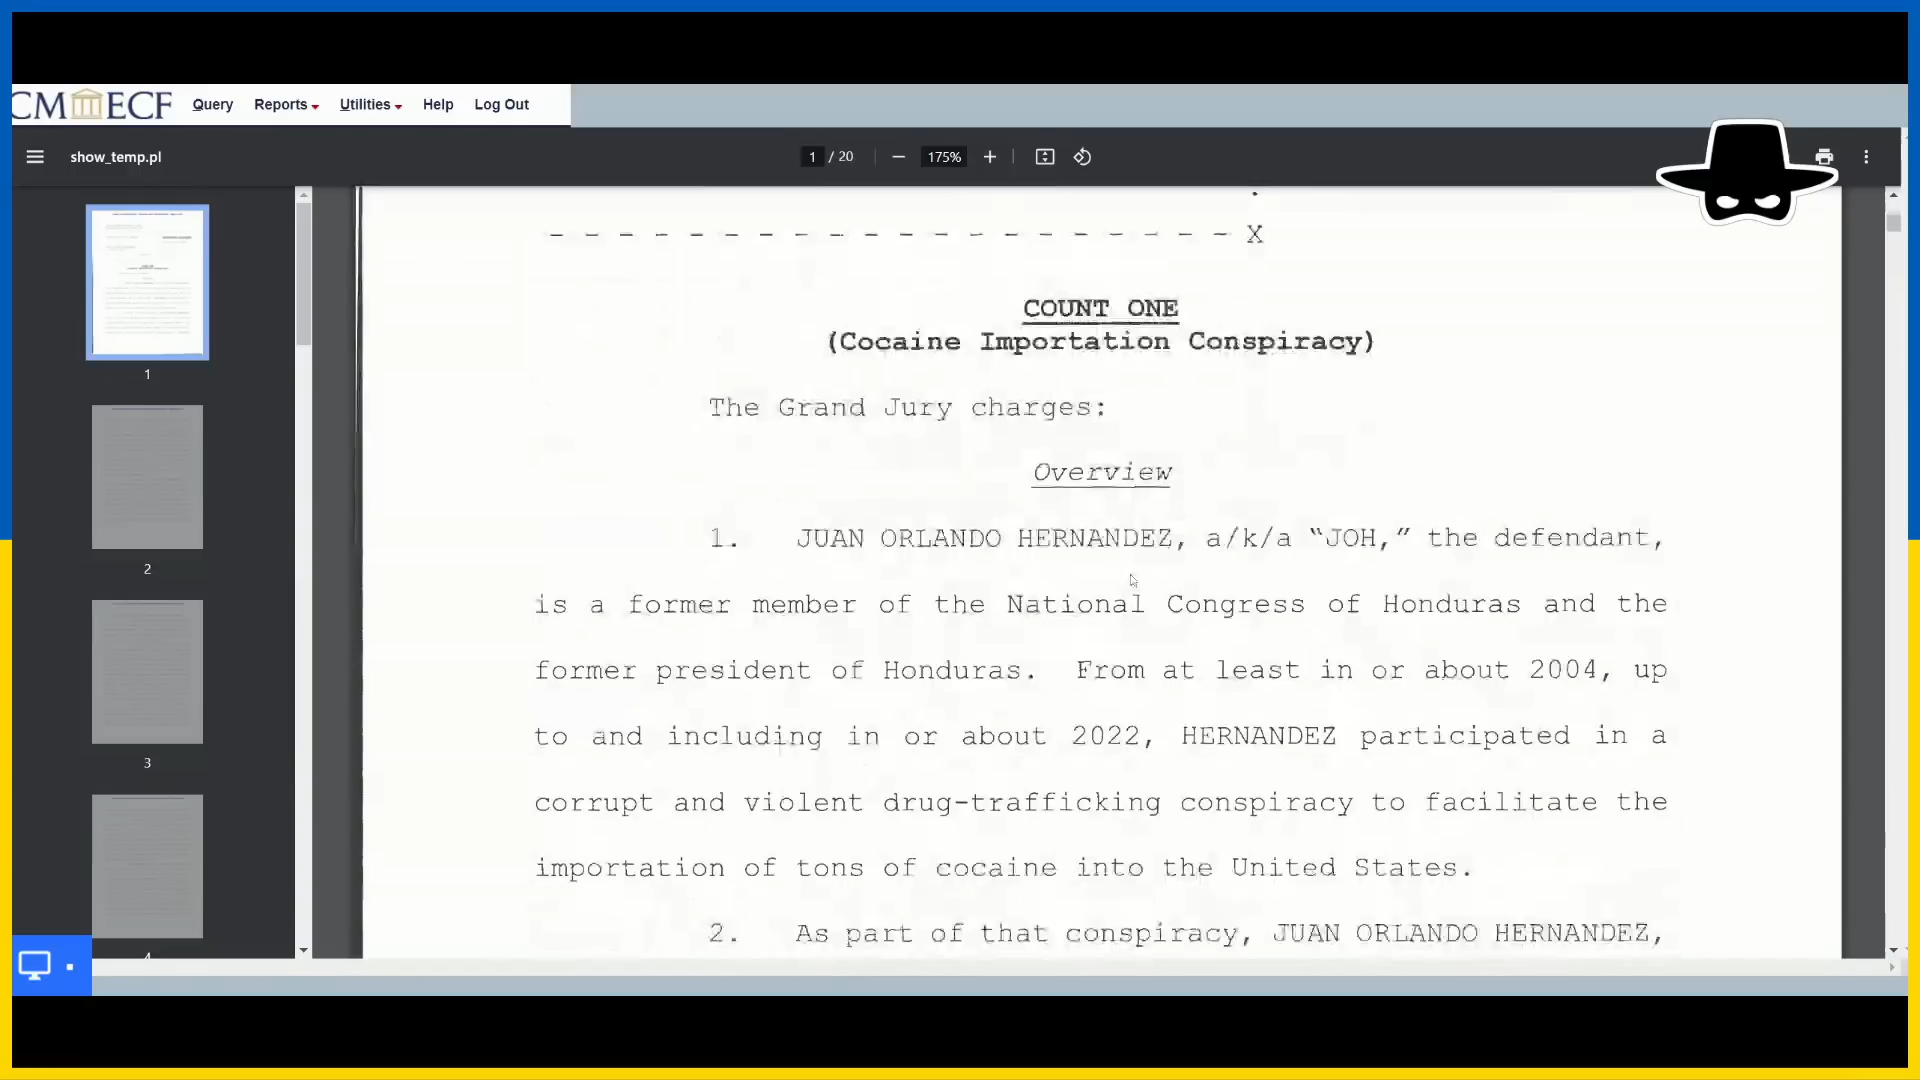 CM ECF Query Reports Utilities Help Log Out
show_temp.pl 1 / 20 175%
- - - - - - - - - - - - - - - - - - - - X
COUNT ONE
(Cocaine Importation Conspiracy)
The Grand Jury charges:
Overview
1. JUAN ORLANDO HERNANDEZ, a/k/a “JOH,” the defendant,
is a former member of the National Congress of Honduras and the
former president of Honduras. From at least in or about 2004, up
to and including in or about 2022, HERNANDEZ participated in a
corrupt and violent drug-trafficking conspiracy to facilitate the
importation of tons of cocaine into the United States.
2. As part of that conspiracy, JUAN ORLANDO HERNANDEZ,
1
2
3
4